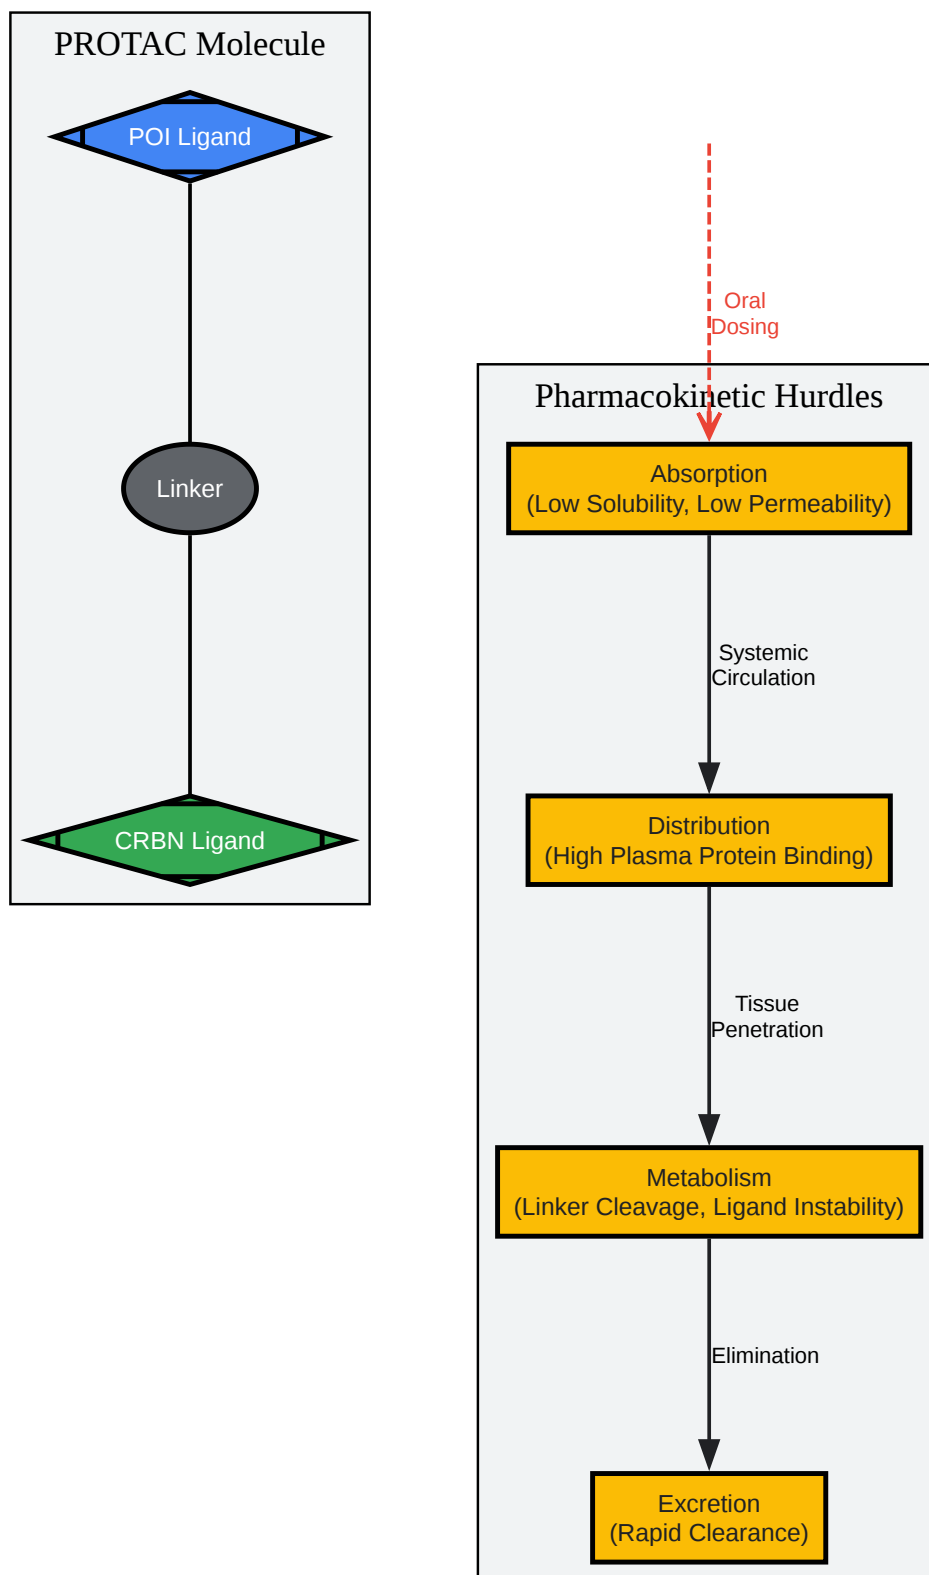 PROTAC Molecule
POI Ligand
Linker
CRBN Ligand
Oral
Dosing
Pharmacokinetic Hurdles
Absorption
(Low Solubility, Low Permeability)
Systemic
Circulation
Distribution
(High Plasma Protein Binding)
Tissue
Penetration
Metabolism
(Linker Cleavage, Ligand Instability)
Elimination
Excretion
(Rapid Clearance)